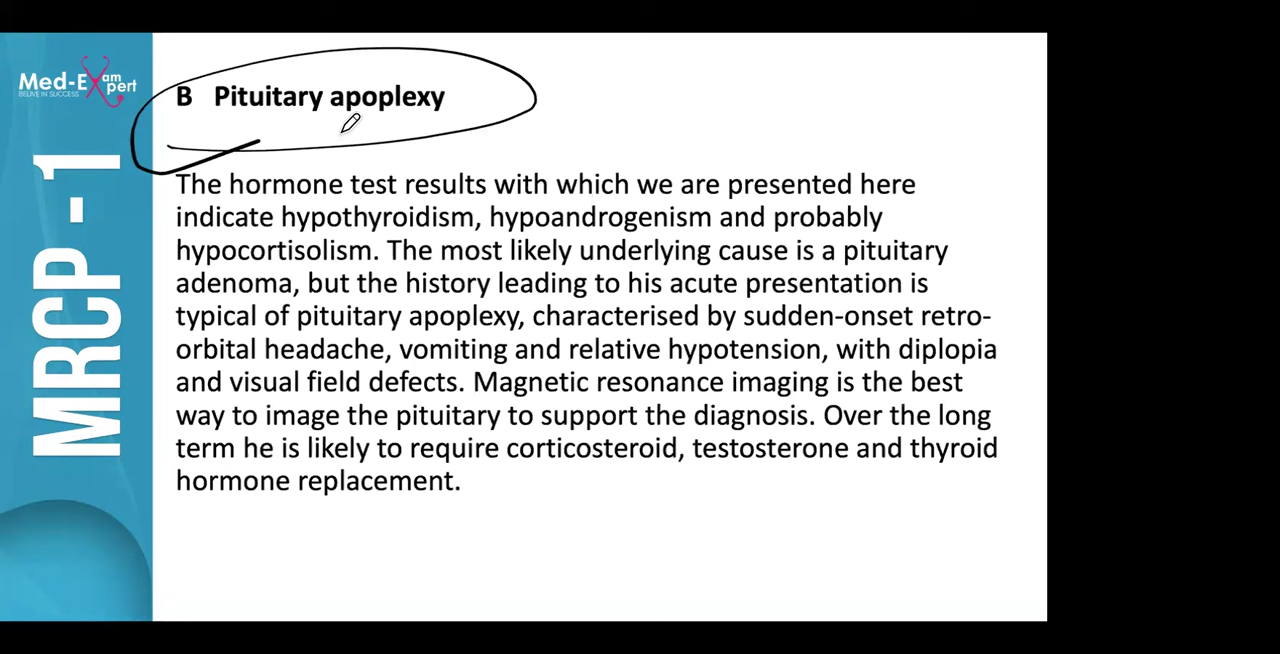 Med-Exam
pert
BELIVE IN SUCCESS
MRCP - 1
B Pituitary apoplexy
The hormone test results with which we are presented here
indicate hypothyroidism, hypoandrogenism and probably
hypocortisolism. The most likely underlying cause is a pituitary
adenoma, but the history leading to his acute presentation is
typical of pituitary apoplexy, characterised by sudden-onset retro-
orbital headache, vomiting and relative hypotension, with diplopia
and visual field defects. Magnetic resonance imaging is the best
way to image the pituitary to support the diagnosis. Over the long
term he is likely to require corticosteroid, testosterone and thyroid
hormone replacement.